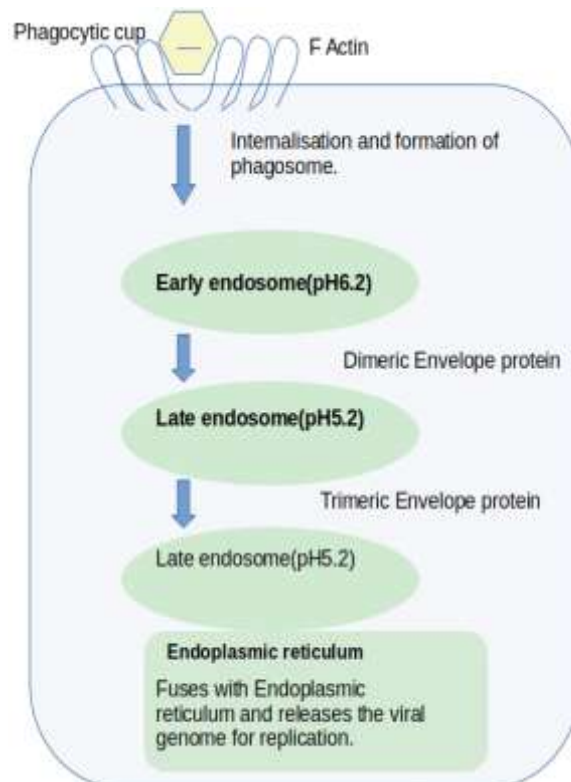 Phagocytic cup
F Actin
Internalisation and formation of
phagosome.
Early endosome(pH6.2)
Dimeric Envelope protein
Late endosome(pH5.2)
Trimeric Envelope protein
Late endosome(pH5.2)
Endoplasmic reticulum
Fuses with Endoplasmic
reticulum and releases the viral
genome for replication.